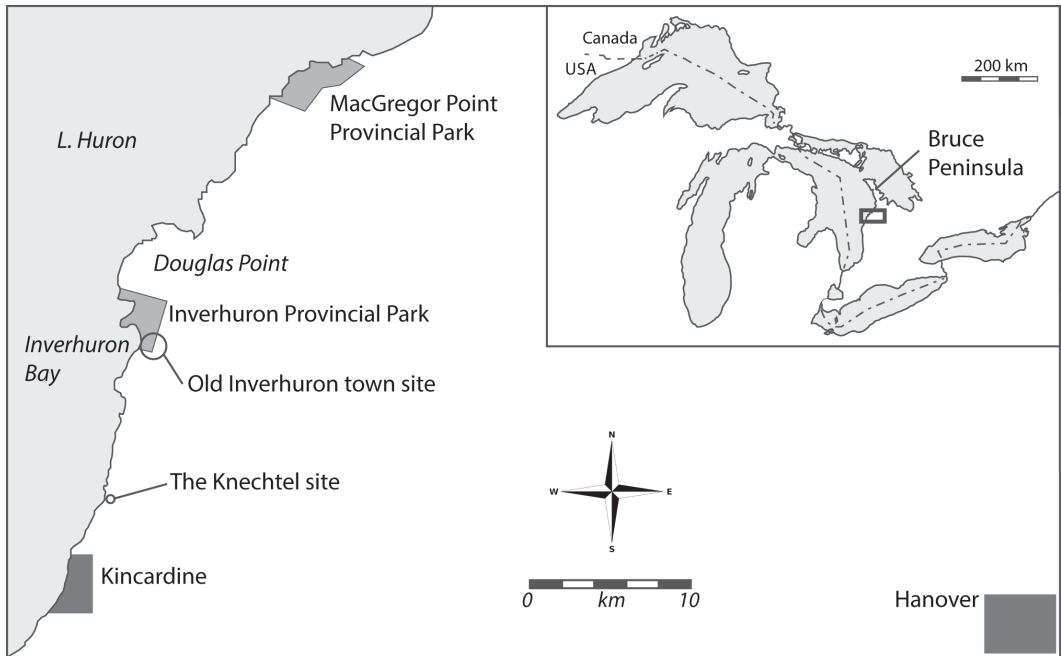 L. Huron
MacGregor Point
Provincial Park
Douglas Point
Inverhuron Provincial Park
Inverhuron
Bay
Old Inverhuron town site
The Knechtel site
Kincardine
Canada
USA
200 km
Bruce
Peninsula
N
W
E
S
0 km 10
Hanover